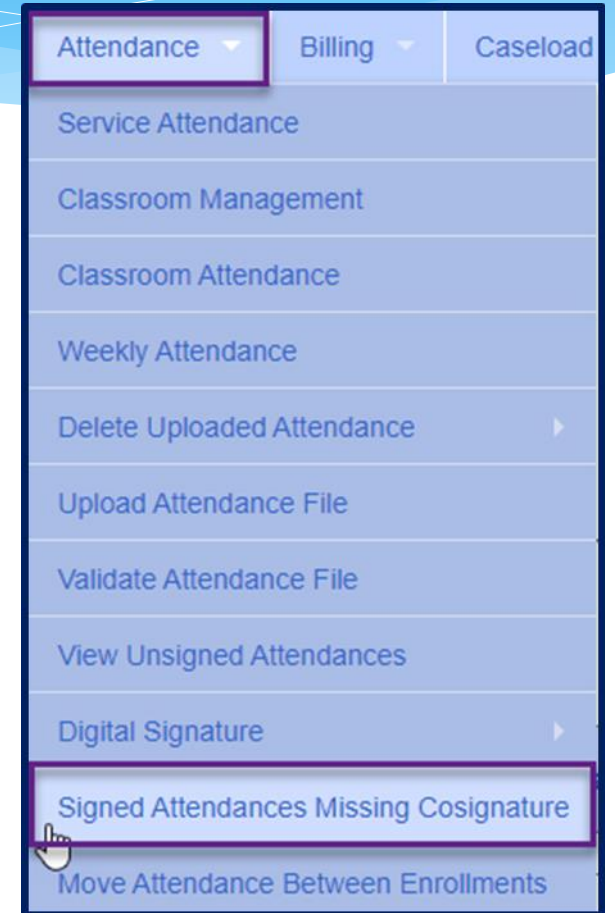 Attendance Billing Caseload
Service Attendance
Classroom Management
Classroom Attendance
Weekly Attendance
Delete Uploaded Attendance
Upload Attendance File
Validate Attendance File
View Unsigned Attendances
Digital Signature
Signed Attendances Missing Cosignature
Move Attendance Between Enrollments